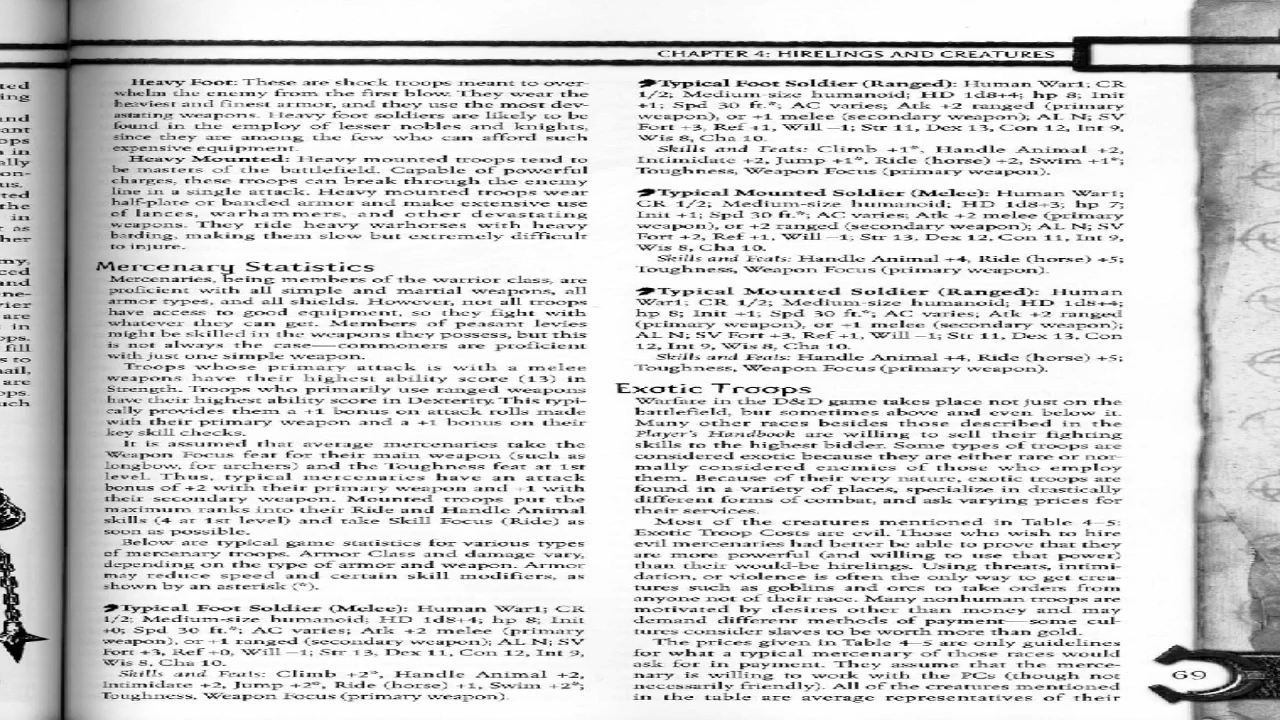 CHAPTER 4: HIRELINGS AND CREATURES
Heavy Foot: These are shock troops meant to over-
whelm the enemy from the first blow. They wear the
heaviest and finest armor, and they use the most dev-
astating weapons. Heavy foot soldiers are likely to be
found in the employ of lesser nobles and knights,
since they are among the few who can afford such
expensive equipment.
Heavy Mounted: Heavy mounted troops tend to
be masters of the battlefield. Capable of powerful
charges, these troops can break through the enemy
line in a single attack. Heavy mounted troops wear
half-plate or banded armor and make extensive use
of lances, warhammers, and other devastating
weapons. They ride heavy warhorses with heavy
barding, making them slow but extremely difficult
to injure.
Mercenary Statistics
Mercenaries, being members of the warrior class, are
proficient with all simple and martial weapons, all
armor types, and all shields. However, not all troops
have access to good equipment, so they fight with
whatever they can get. Members of peasant levies
might be skilled in the weapons they possess, but this
is not always the case—commoners are proficient
with just one simple weapon.
Troops whose primary attack is with a melee
weapons have their highest ability score (13) in
Strength. Troops who primarily use ranged weapons
have their highest ability score in Dexterity. This typi-
cally provides them a +1 bonus on attack rolls made
with their primary weapon and a +1 bonus on their
key skill checks.
It is assumed that average mercenaries take the
Weapon Focus feat for their main weapon (such as
longbow, for archers) and the Toughness feat at 1st
level. Thus, typical mercenaries have an attack
bonus of +2 with their primary weapon and +1 with
their secondary weapon. Mounted troops put the
maximum ranks into their Ride and Handle Animal
skills (4 at 1st level) and take Skill Focus (Ride) as
soon as possible.
Below are typical game statistics for various types
of mercenary troops. Armor Class and damage vary,
depending on the type of armor and weapon. Armor
may reduce speed and certain skill modifiers, as
shown by an asterisk (*).
Typical Foot Soldier (Melee): Human War1; CR
1/2; Medium-size humanoid; HD 1d8+4; hp 8; Init
+0; Spd 30 ft.*; AC varies; Atk +2 melee (primary
weapon), or +1 ranged (secondary weapon); AL N; SV
Fort +3, Ref +0, Will –1; Str 13, Dex 11, Con 12, Int 9,
Wis 8, Cha 10.
Skills and Feats: Climb +2*, Handle Animal +2,
Intimidate +2, Jump +2*, Ride (horse) +1, Swim +2*;
Toughness, Weapon Focus (primary weapon).
Typical Foot Soldier (Ranged): Human War1; CR
1/2; Medium-size humanoid; HD 1d8+4; hp 8; Init
+1; Spd 30 ft.*; AC varies; Atk +2 ranged (primary
weapon), or +1 melee (secondary weapon); AL N; SV
Fort +3, Ref +1, Will –1; Str 11, Dex 13, Con 12, Int 9,
Wis 8, Cha 10.
Skills and Feats: Climb +1*, Handle Animal +2,
Intimidate +2, Jump +1*, Ride (horse) +2, Swim +1*;
Toughness, Weapon Focus (primary weapon).
Typical Mounted Soldier (Melee): Human War1;
CR 1/2; Medium-size humanoid; HD 1d8+3; hp 7;
Init +1; Spd 30 ft.*; AC varies; Atk +2 melee (primary
weapon), or +2 ranged (secondary weapon); AL N; SV
Fort +2, Ref +1, Will –1; Str 13, Dex 12, Con 11, Int 9,
Wis 8, Cha 10.
Skills and Feats: Handle Animal +4, Ride (horse) +5;
Toughness, Weapon Focus (primary weapon).
Typical Mounted Soldier (Ranged): Human
War1; CR 1/2; Medium-size humanoid; HD 1d8+4;
hp 8; Init +1; Spd 30 ft.*; AC varies; Atk +2 ranged
(primary weapon), or +1 melee (secondary weapon);
AL N; SV Fort +3, Ref +1, Will –1; Str 11, Dex 13, Con
12, Int 9, Wis 8, Cha 10.
Skills and Feats: Handle Animal +4, Ride (horse) +5;
Toughness, Weapon Focus (primary weapon).
Exotic Troops
Warfare in the D&D game takes place not just on the
battlefield, but sometimes above and even below it.
Many other races besides those described in the
Player's Handbook are willing to sell their fighting
skills to the highest bidder. Some types of troops are
considered exotic because they are either rare or nor-
mally considered enemies of those who employ
them. Because of their very nature, exotic troops are
found in a variety of places, specialize in drastically
different forms of combat, and ask varying prices for
their services.
Most of the creatures mentioned in Table 4–5:
Exotic Troop Costs are evil. Those who wish to hire
evil mercenaries had better be able to prove that they
are more powerful (and willing to use that power)
than their would-be hirelings. Using threats, intimi-
dation, or violence is often the only way to get crea-
tures such as goblins and orcs to take orders from
anyone not of their race. Many nonhuman troops are
motivated by desires other than money and may
demand different methods of payment—some cul-
tures consider slaves to be worth more than gold.
The prices given in Table 4–5 are only guidelines
for what a typical mercenary of those races would
ask for in payment. They assume that the merce-
nary is willing to work with the PCs (though not
necessarily friendly). All of the creatures mentioned
in the table are average representatives of their
69